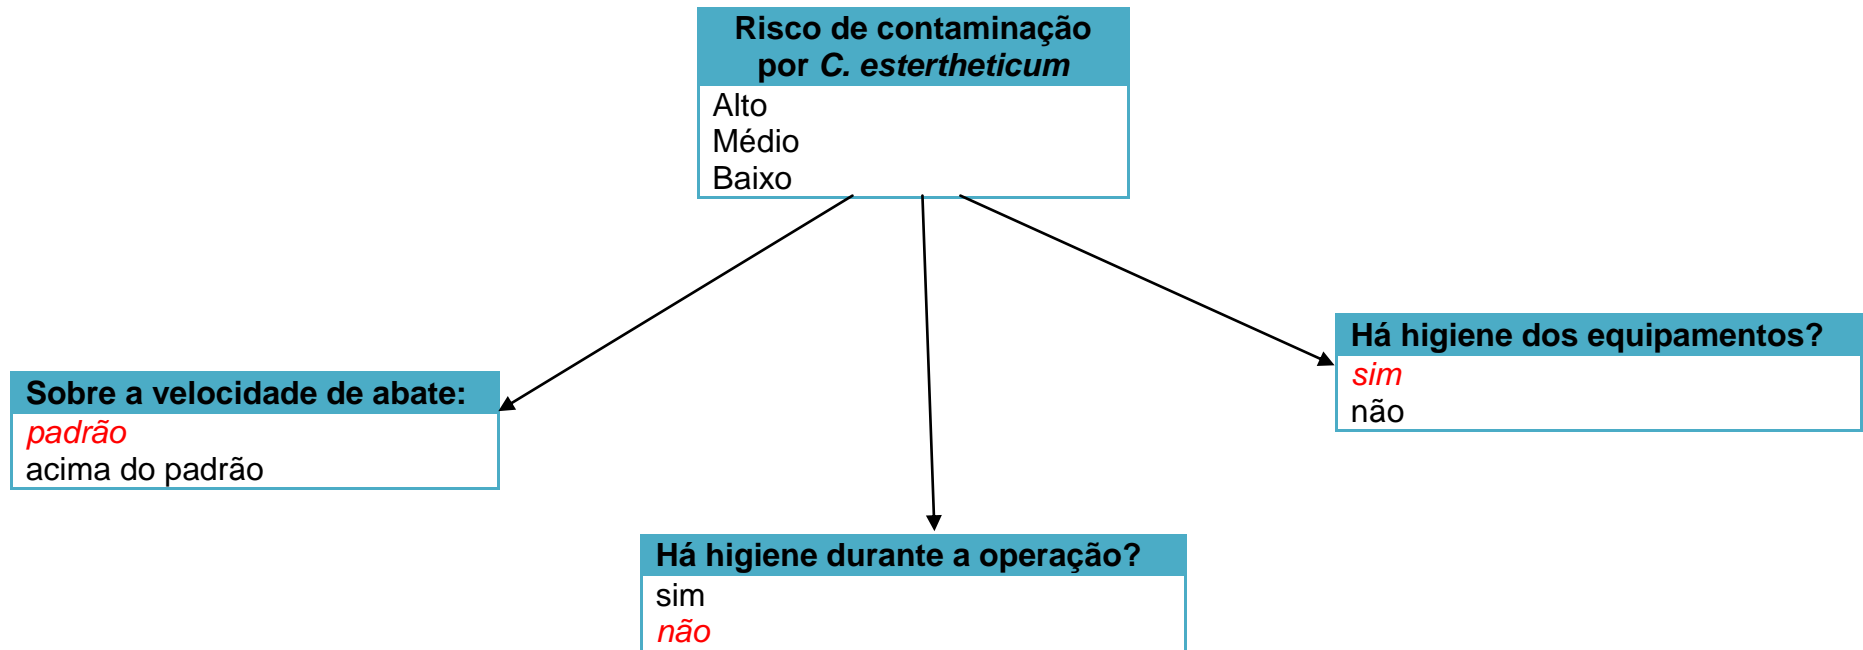 Risco de contaminação
por C. estertheticum
Alto
Médio
Baixo
Sobre a velocidade de abate:
padrão
acima do padrão
Há higiene durante a operação?
sim
não
Há higiene dos equipamentos?
sim
não